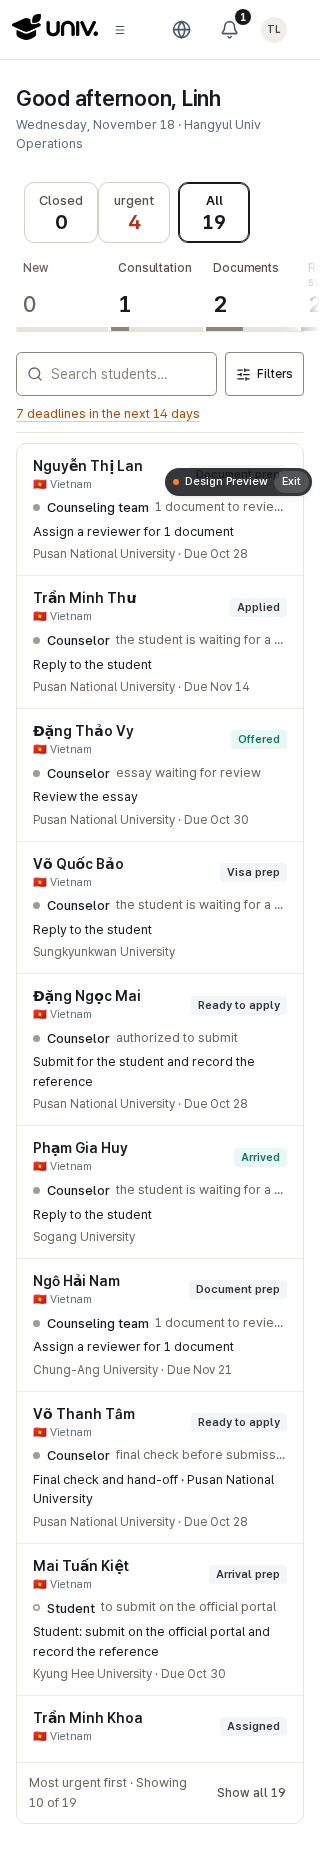 UNIV.
1
TL
Good afternoon, Linh
Wednesday, November 18 · Hangyul Univ
Operations
Closed
0
urgent
4
All
19
New
0
Consultation
1
Documents
2
Search students...
Filters
7 deadlines in the next 14 days
Nguyễn Thị Lan
Vietnam
Design Preview Exit
Counseling team 1 document to revie...
Assign a reviewer for 1 document
Pusan National University · Due Oct 28
Trần Minh Thư
Vietnam
Applied
Counselor the student is waiting for a ...
Reply to the student
Pusan National University · Due Nov 14
Đặng Thảo Vy
Vietnam
Offered
Counselor essay waiting for review
Review the essay
Pusan National University · Due Oct 30
Võ Quốc Bảo
Vietnam
Visa prep
Counselor the student is waiting for a ...
Reply to the student
Sungkyunkwan University
Đặng Ngọc Mai
Vietnam
Ready to apply
Counselor authorized to submit
Submit for the student and record the
reference
Pusan National University · Due Oct 28
Phạm Gia Huy
Vietnam
Arrived
Counselor the student is waiting for a ...
Reply to the student
Sogang University
Ngô Hải Nam
Vietnam
Document prep
Counseling team 1 document to revie...
Assign a reviewer for 1 document
Chung-Ang University · Due Nov 21
Võ Thanh Tâm
Vietnam
Ready to apply
Counselor final check before submiss...
Final check and hand-off · Pusan National
University
Pusan National University · Due Oct 28
Mai Tuấn Kiệt
Vietnam
Arrival prep
Student to submit on the official portal
Student: submit on the official portal and
record the reference
Kyung Hee University · Due Oct 30
Trần Minh Khoa
Vietnam
Assigned
Most urgent first · Showing
10 of 19
Show all 19